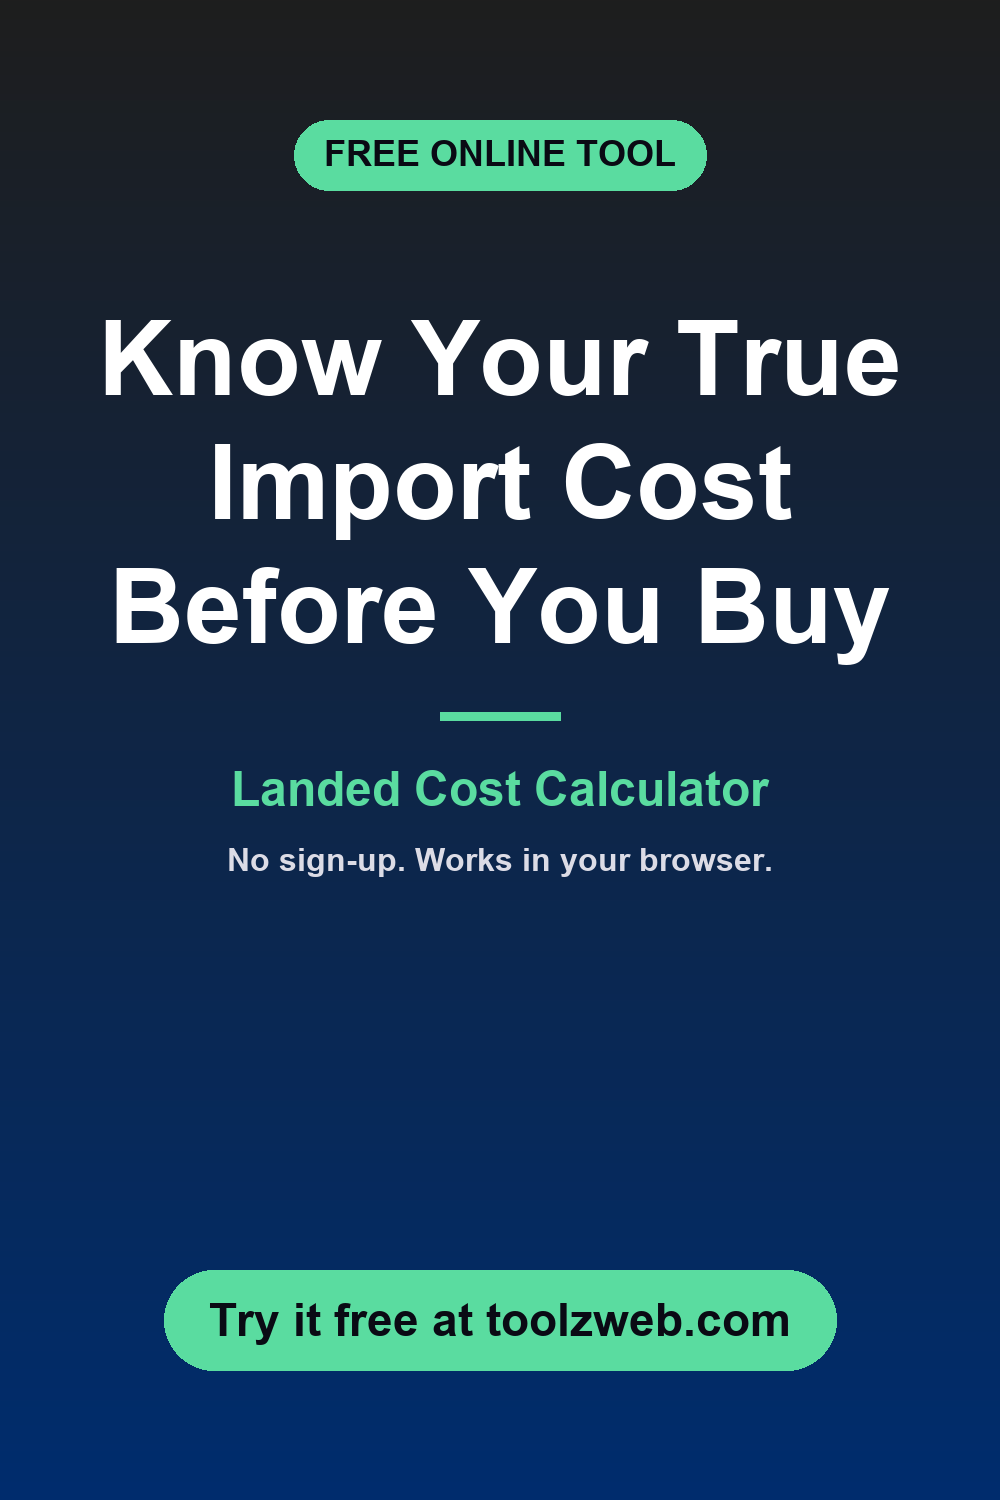 FREE ONLINE TOOL
Know Your True
Import Cost
Before You Buy
Landed Cost Calculator
No sign-up. Works in your browser.
Try it free at toolzweb.com